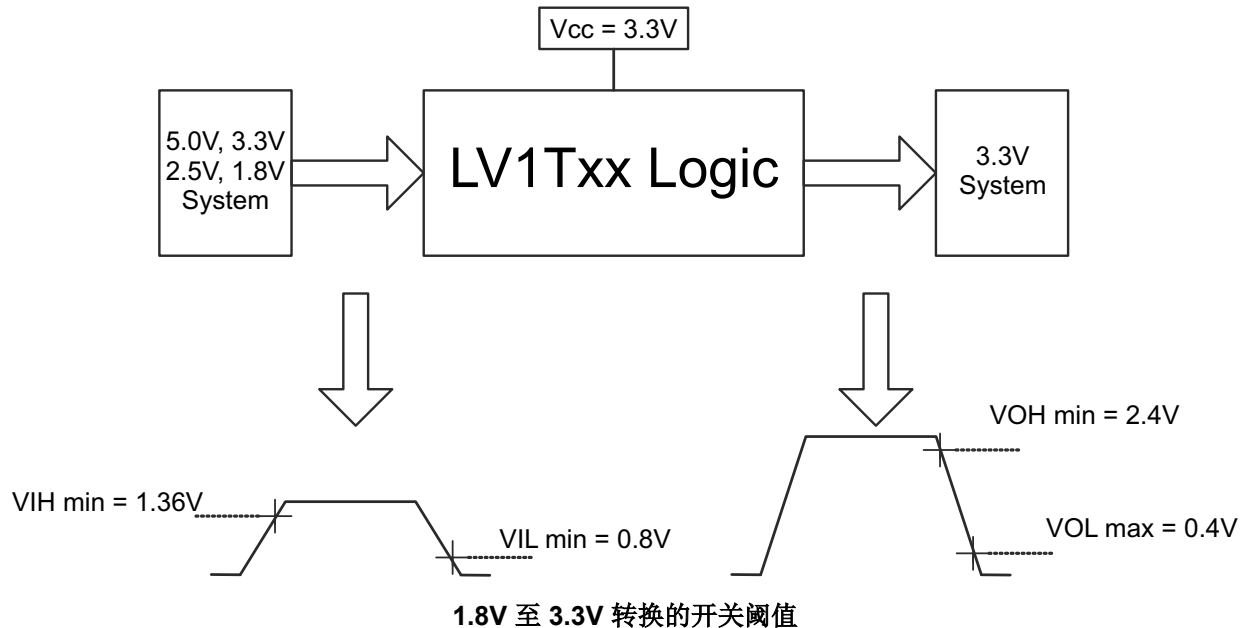 Vcc = 3.3V
5.0V, 3.3V
2.5V, 1.8V
System
LV1Txx Logic
3.3V
System
VIH min = 1.36V
VIL min = 0.8V
VOH min = 2.4V
VOL max = 0.4V
1.8V 至 3.3V 转换的开关阈值